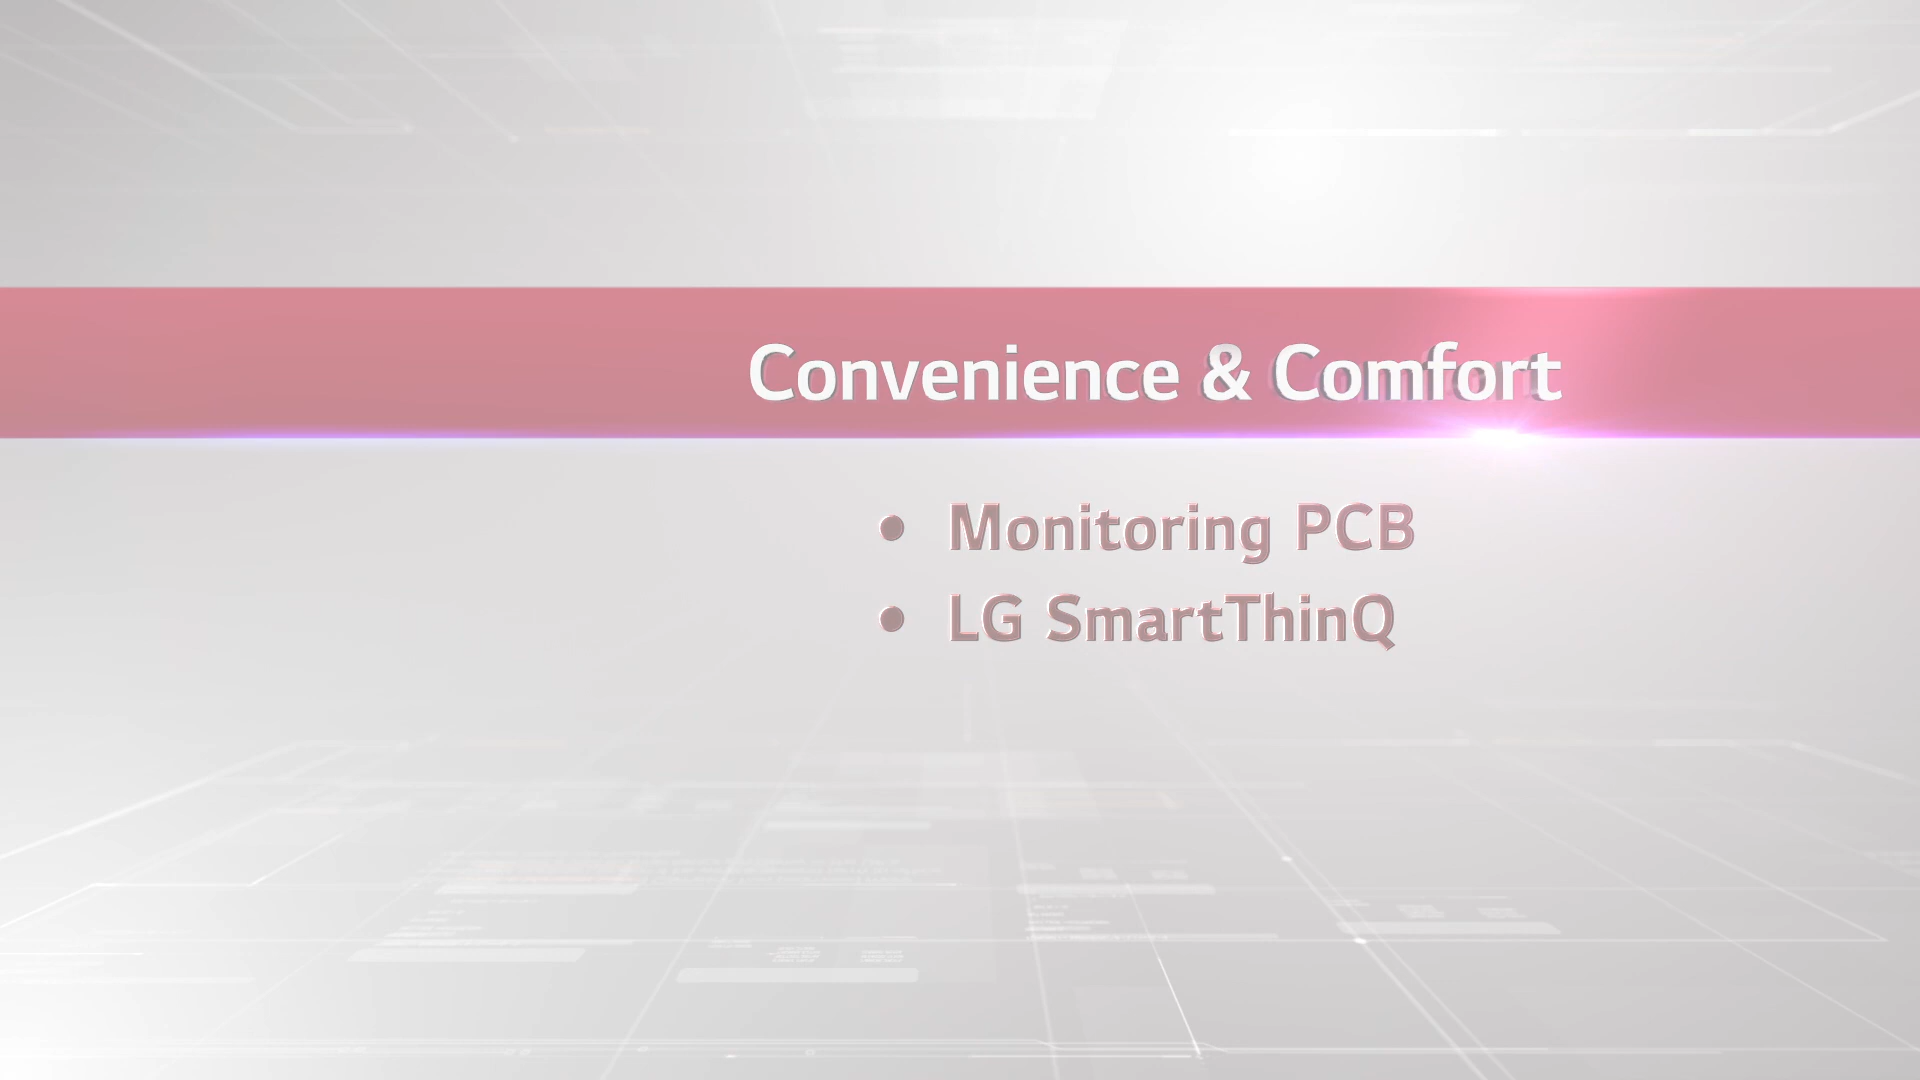 Convenience & Comfort
• Monitoring PCB
• LG SmartThinQ